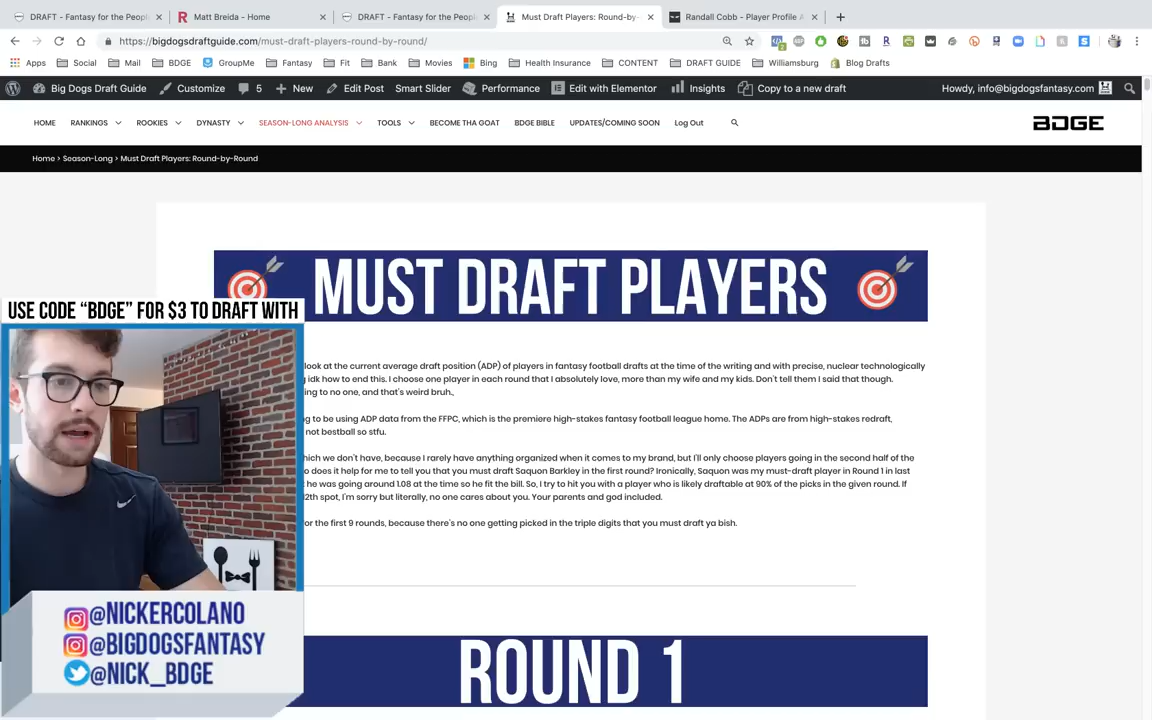 DRAFT - Fantasy for the Peopl
Matt Breida - Home
DRAFT - Fantasy for the Peopl
Must Draft Players: Round-by-
Randall Cobb - Player Profile A
https://bigdogsdraftguide.com/must-draft-players-round-by-round/
Apps Social Mail BDGE GroupMe Fantasy Fit Bank Movies Bing Health Insurance CONTENT DRAFT GUIDE Williamsburg Blog Drafts
Big Dogs Draft Guide Customize 5 New Edit Post Smart Slider Performance Edit with Elementor Insights Copy to a new draft Howdy, info@bigdogsfantasy.com
HOME RANKINGS ROOKIES DYNASTY SEASON-LONG ANALYSIS TOOLS BECOME THA GOAT BDGE BIBLE UPDATES/COMING SOON Log Out BDGE
Home > Season-Long > Must Draft Players: Round-by-Round
MUST DRAFT PLAYERS
USE CODE "BDGE" FOR $3 TO DRAFT WITH
look at the current average draft position (ADP) of players in fantasy football drafts at the time of the writing and with precise, nuclear technologically
idk how to end this. I choose one player in each round that I absolutely love, more than my wife and my kids. Don't tell them I said that though.
ing to no one, and that's weird bruh.,
ng to be using ADP data from the FFPC, which is the premiere high-stakes fantasy football league home. The ADPs are from high-stakes redraft,
not bestball so stfu.
hich we don't have, because I rarely have anything organized when it comes to my brand, but I'll only choose players going in the second half of the
o does it help for me to tell you that you must draft Saquon Barkley in the first round? Ironically, Saquon was my must-draft player in Round 1 in last
he was going around 1.08 at the time so he fit the bill. So, I try to hit you with a player who is likely draftable at 90% of the picks in the given round. If
12th spot, I'm sorry but literally, no one cares about you. Your parents and god included.
or the first 9 rounds, because there's no one getting picked in the triple digits that you must draft ya bish.
@NICKERCOLANO
@BIGDOGSFANTASY
@NICK_BDGE
ROUND 1